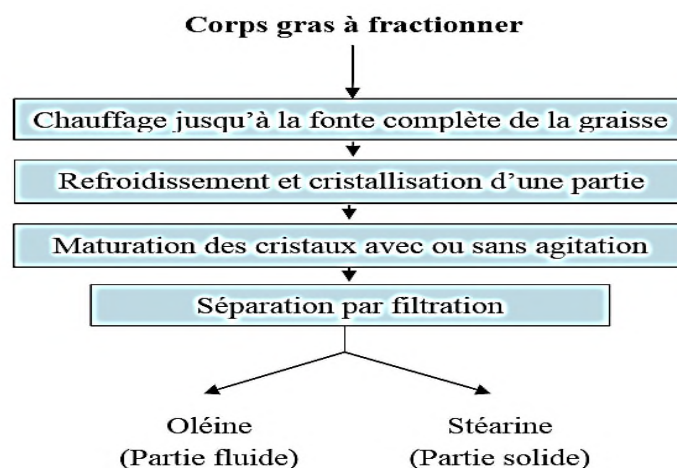 Corps gras à fractionner
Chauffage jusqu'à la fonte complète de la graisse
Refroidissement et cristallisation d'une partie
Maturation des cristaux avec ou sans agitation
Séparation par filtration
Oléine
(Partie fluide)
Stéarine
(Partie solide)